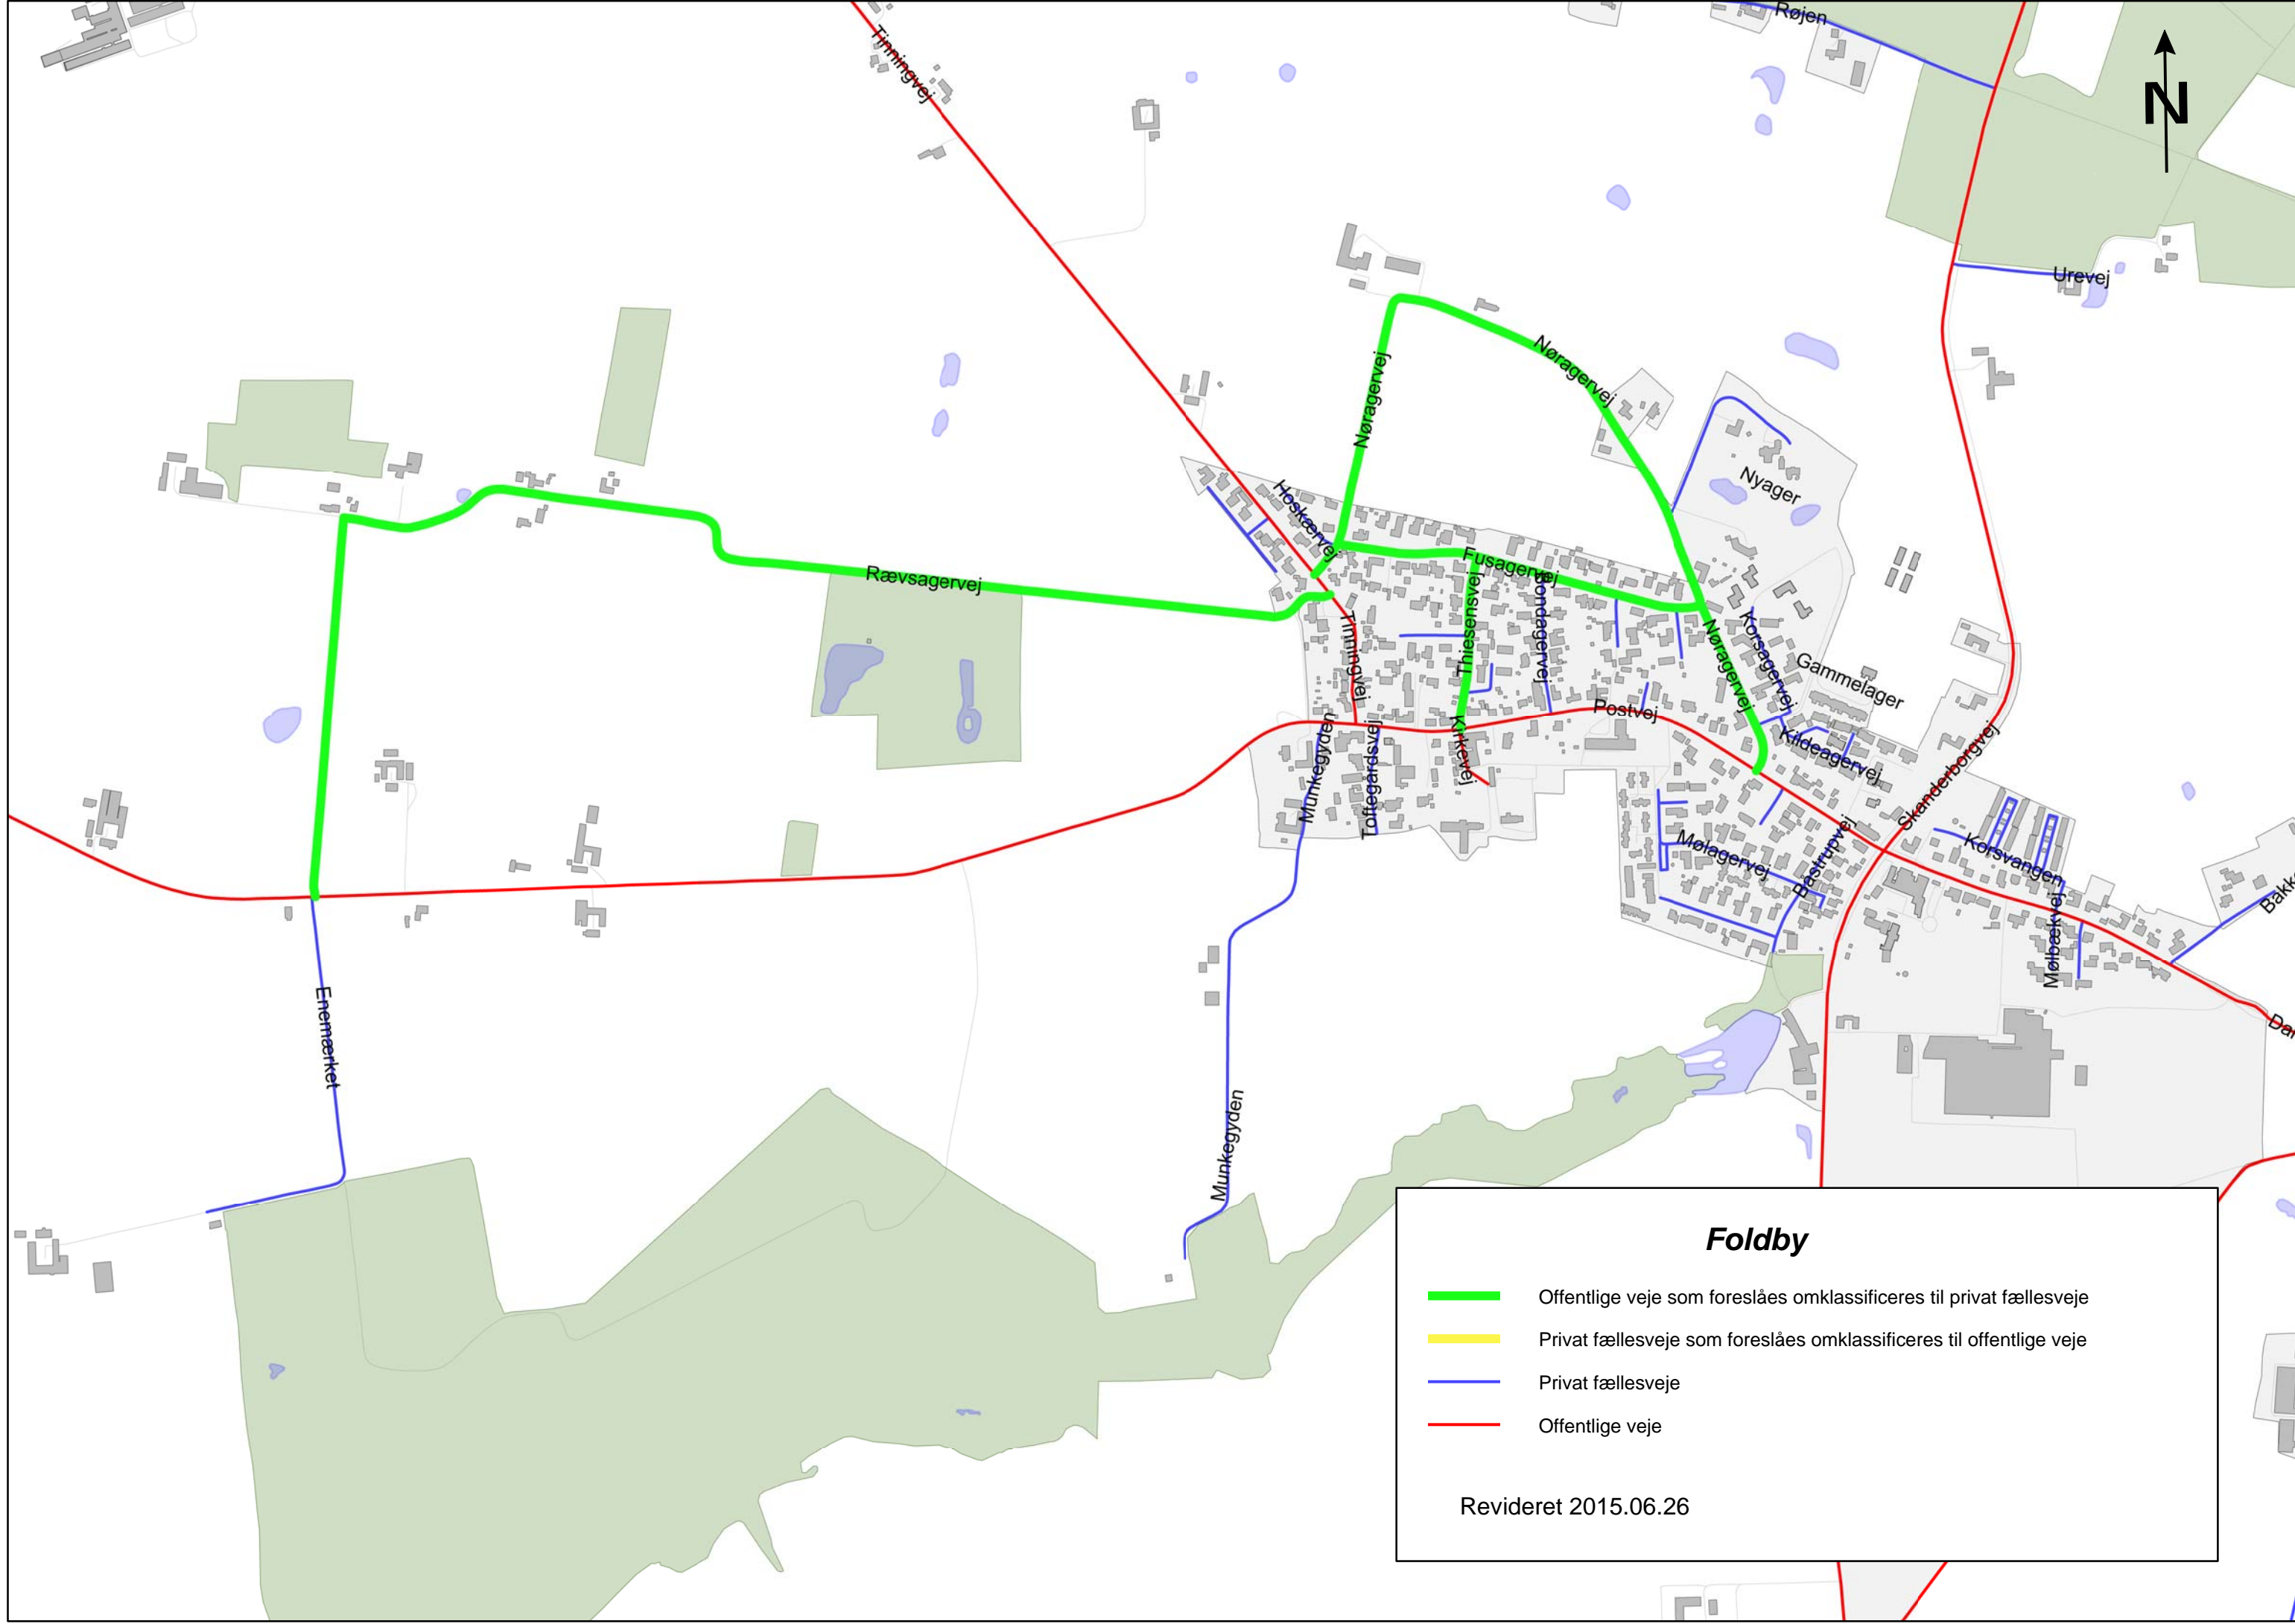 Røjen
Tinningvej
N
Urevej
Nøragervej
Nøragervej
Nyager
Hoskærvej
Fusagervej
Rævsagervej
Thiesensvej
Tinningvej
Korsagervej
Nøragervej
Gammelager
Postvej
Kirkevej
Munkegyden
Toftegårdsvej
Kildeagervej
Skanderborgvej
Mølagervej
Bastrupvej
Korsvangen
Bakk
Mølbækvej
Enemærket
Munkegyden
Foldby
Offentlige veje som foreslåes omklassificeres til privat fællesveje
Privat fællesveje som foreslåes omklassificeres til offentlige veje
Privat fællesveje
Offentlige veje
Revideret 2015.06.26